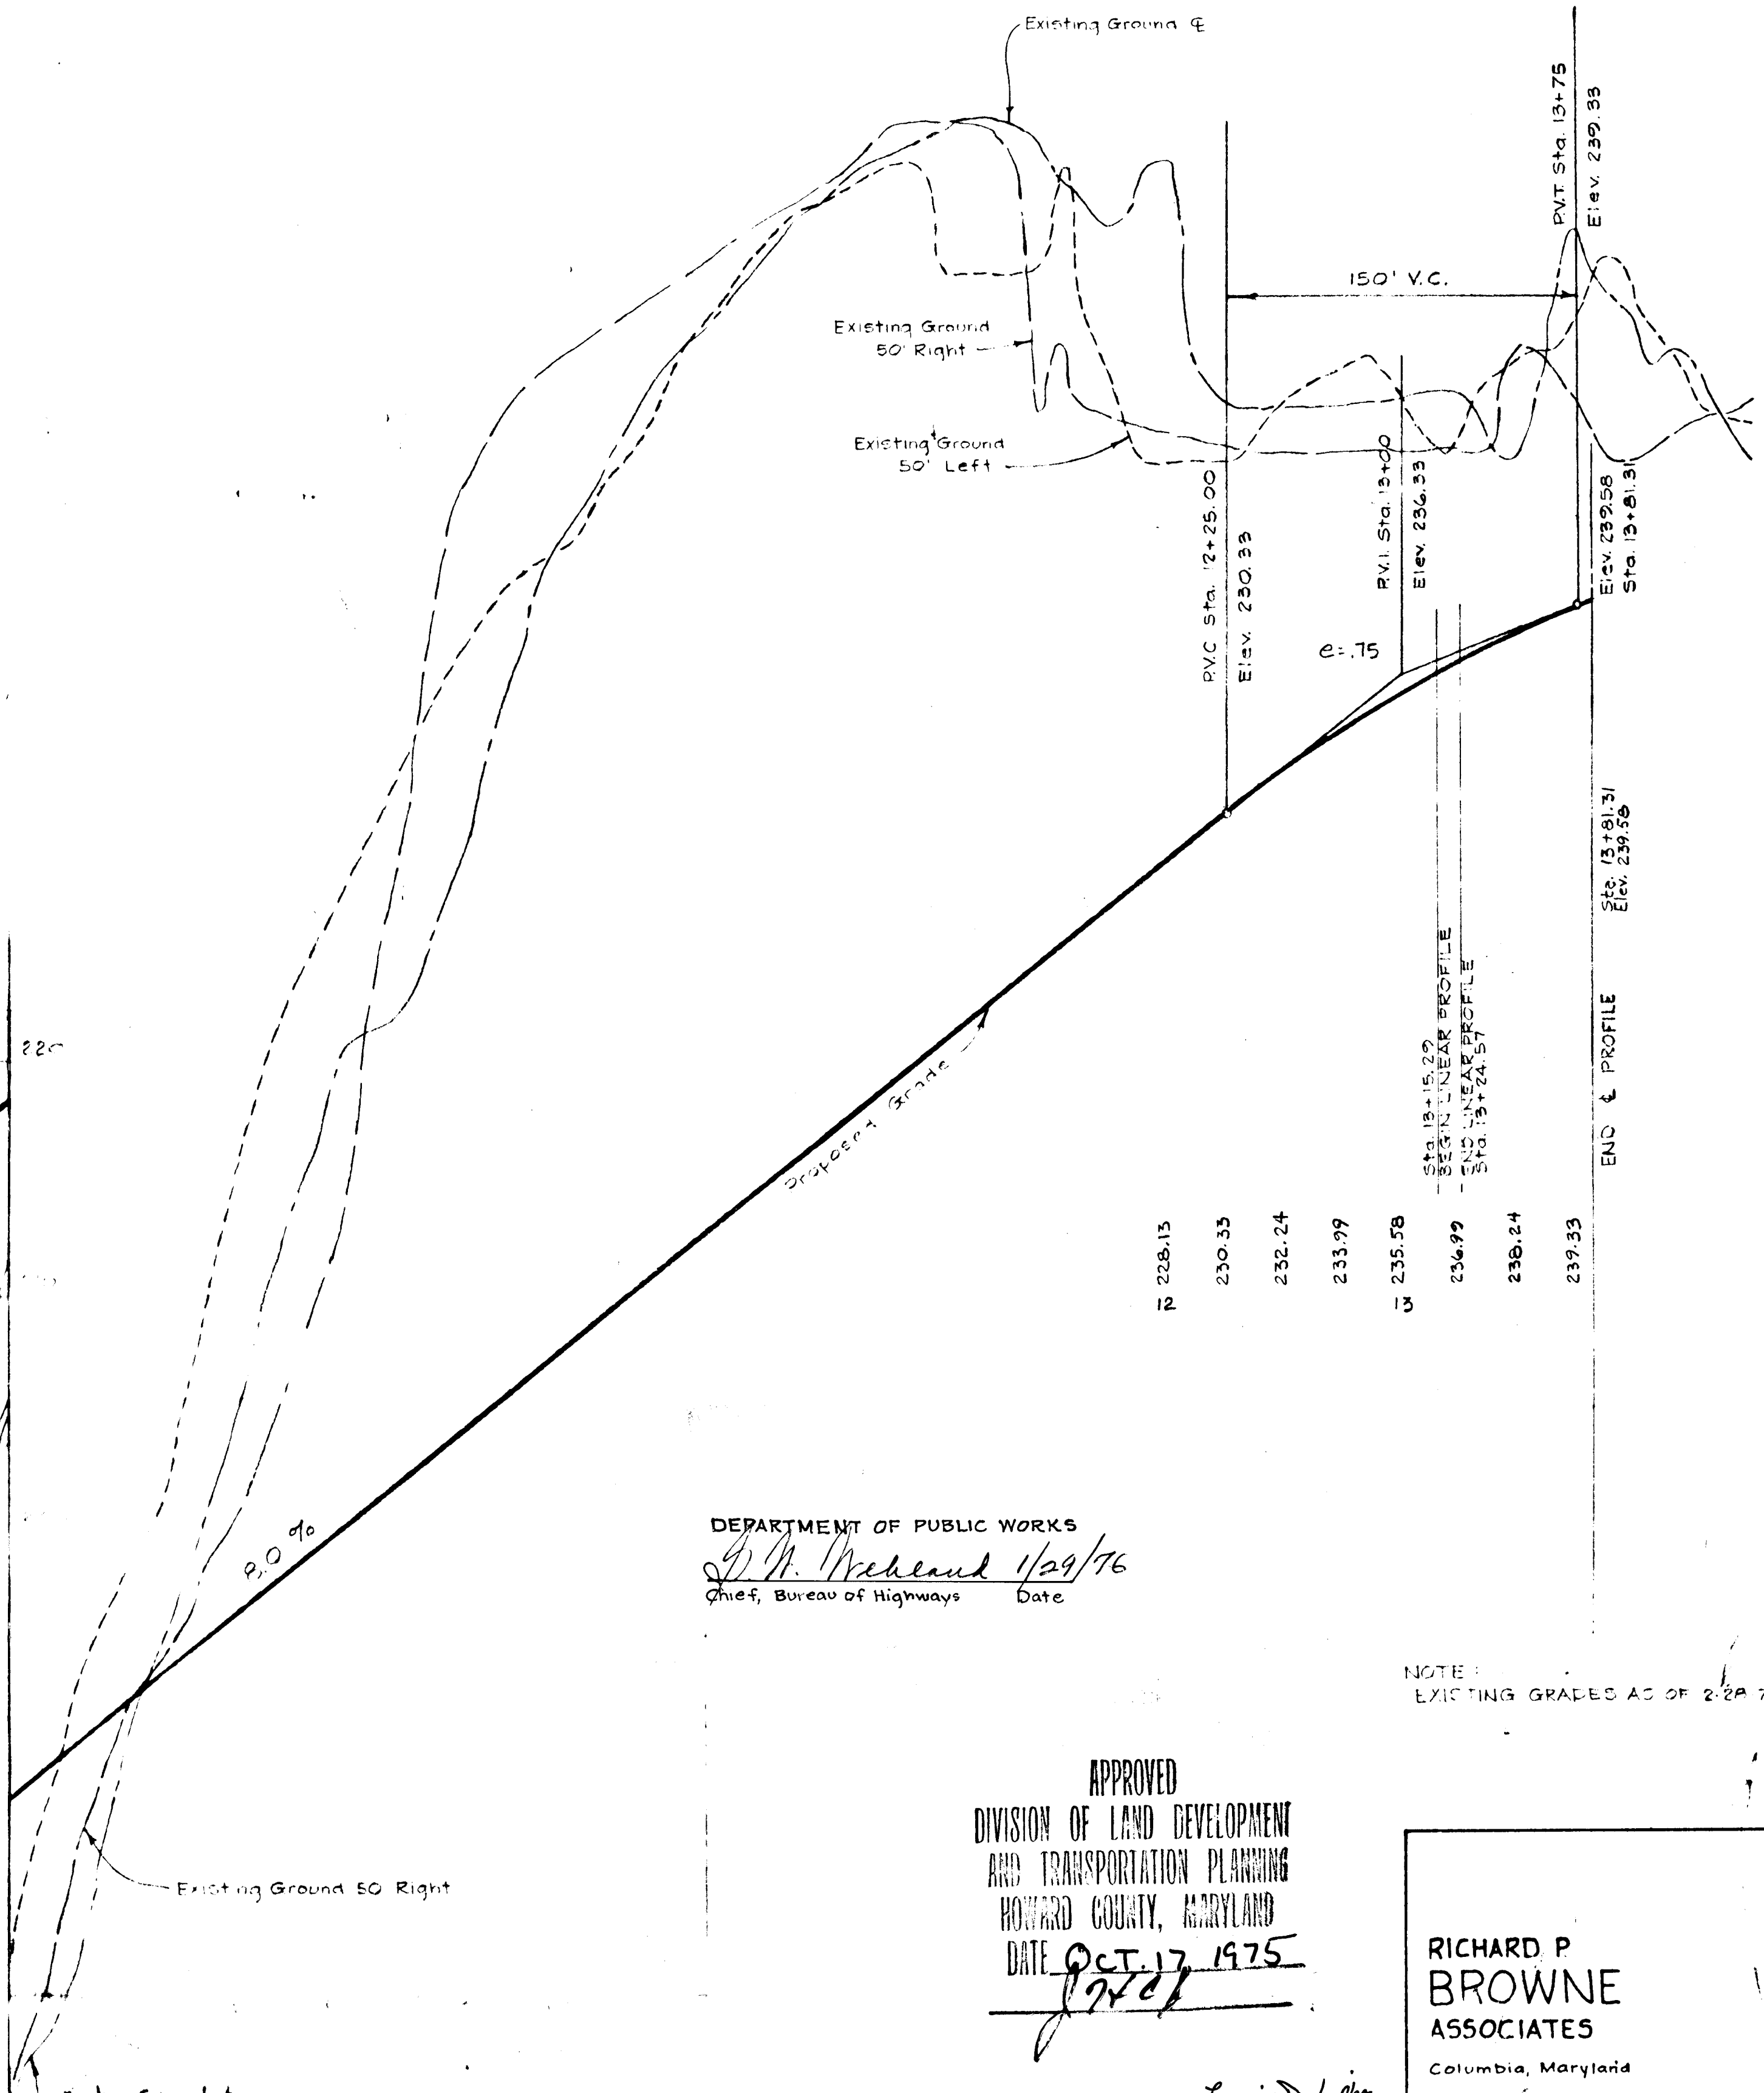 Existing Ground ℄
P.V.T. Sta. 13+75
Elev. 239.33
150' V.C.
Existing Ground
50' Right
Existing Ground
50' Left
P.V.C Sta. 12+25.00
Elev. 230.33
P.V.I. Sta. 13+00
Elev. 236.33
Elev. 239.58
Sta. 13+81.31
e=.75
Sta. 13+81.31
Elev. 239.58
220
Proposed Grade
Sta. 13+15.29
BEGIN LINEAR PROFILE
END LINEAR PROFILE
Sta. 13+24.57
END ℄ PROFILE
228.13
230.33
232.24
233.99
235.58
236.99
238.24
239.33
12
13
8.0 %
DEPARTMENT OF PUBLIC WORKS
1/29/76
Chief, Bureau of Highways Date
NOTE:
EXISTING GRADES AS OF 2-28
APPROVED
DIVISION OF LAND DEVELOPMENT
AND TRANSPORTATION PLANNING
HOWARD COUNTY, MARYLAND
DATE OCT. 17, 1975
Existing Ground 50 Right
RICHARD P
BROWNE
ASSOCIATES
Columbia, Maryland